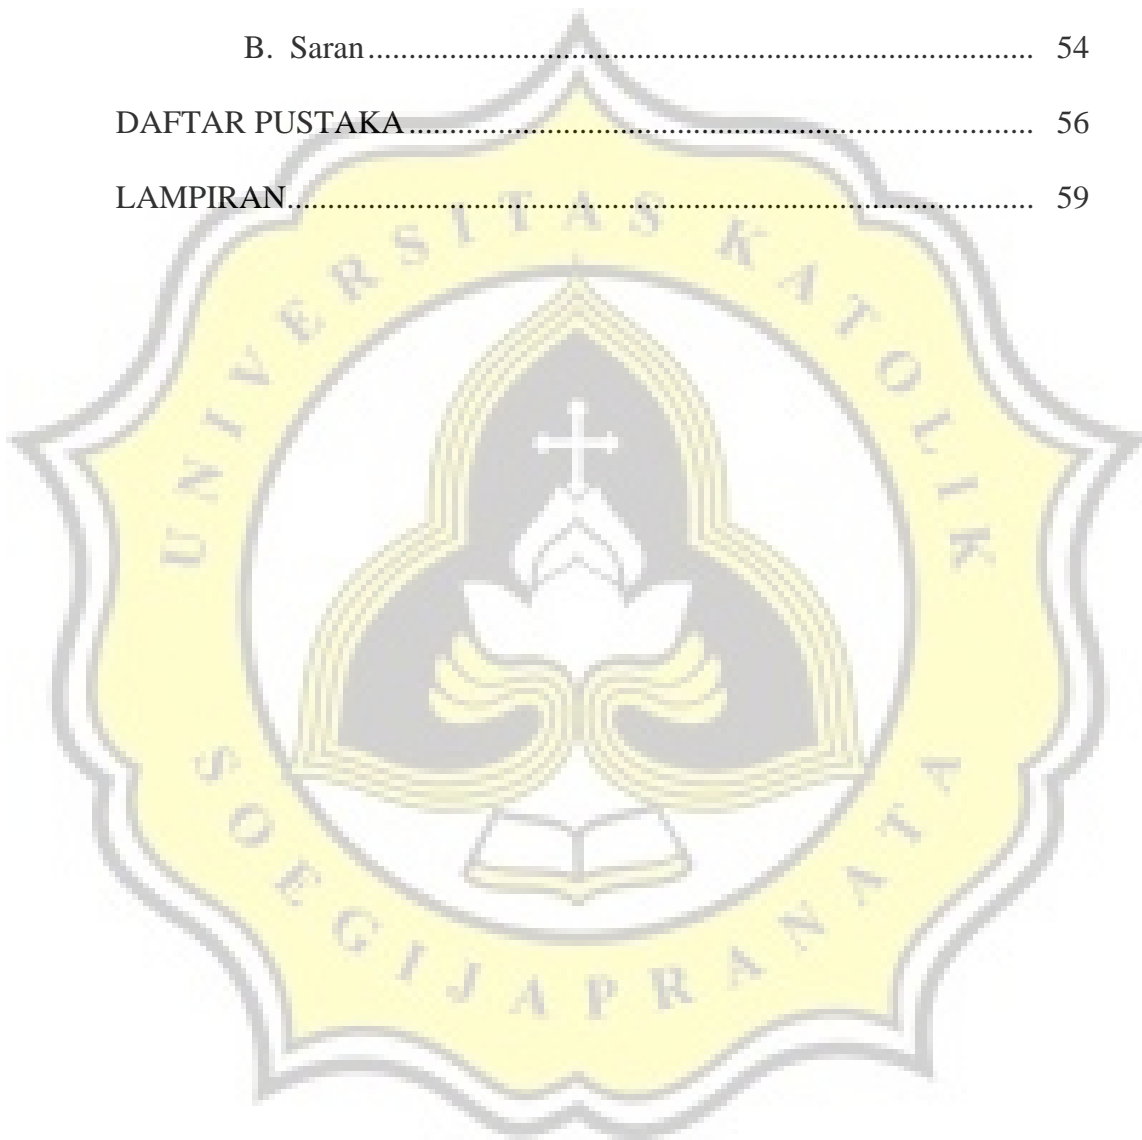 B. Saran.................................................................................. 54
DAFTAR PUSTAKA............................................................................. 56
LAMPIRAN............................................................................................ 59
UNIVERSITAS KATOLIK
SOEGIJAPRANATA